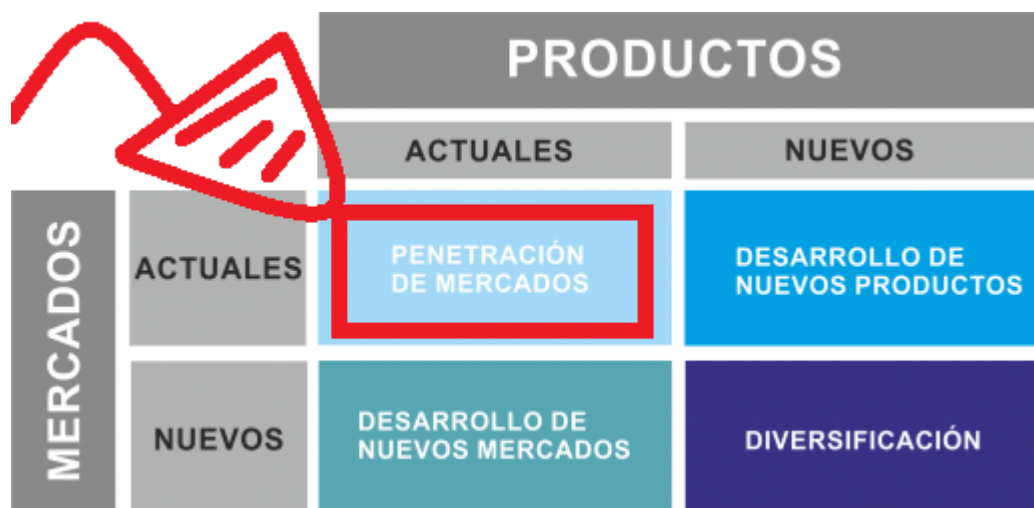 PRODUCTOS
ACTUALES
NUEVOS
MERCADOS
ACTUALES
PENETRACIÓN
DE MERCADOS
DESARROLLO DE
NUEVOS PRODUCTOS
NUEVOS
DESARROLLO DE
NUEVOS MERCADOS
DIVERSIFICACIÓN